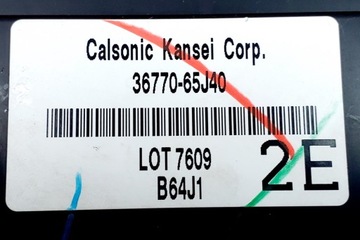 Calsonic Kansei Corp.
36770-65J40
LOT 7609
B64J1
2E